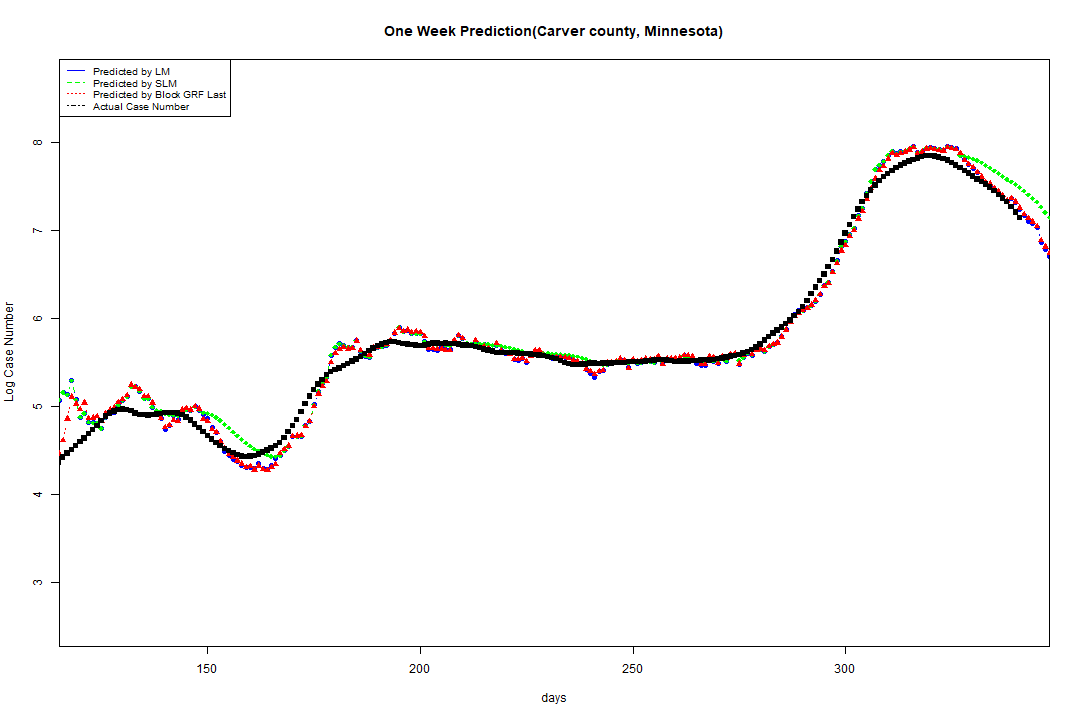 One Week Prediction(Carver county, Minnesota)
Predicted by LM
Predicted by SLM
Predicted by Block GRF Last
Actual Case Number
8
7
6
5
4
3
Log Case Number
150 200 250 300
days